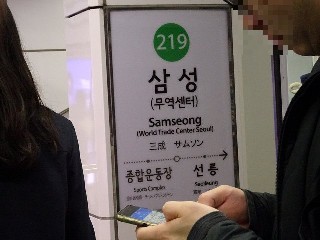 219
삼성
(무역센터)
Samseong
(World Trade Center Seoul)
三成 サムソン
종합운동장 선릉
Sports Complex Seolleung